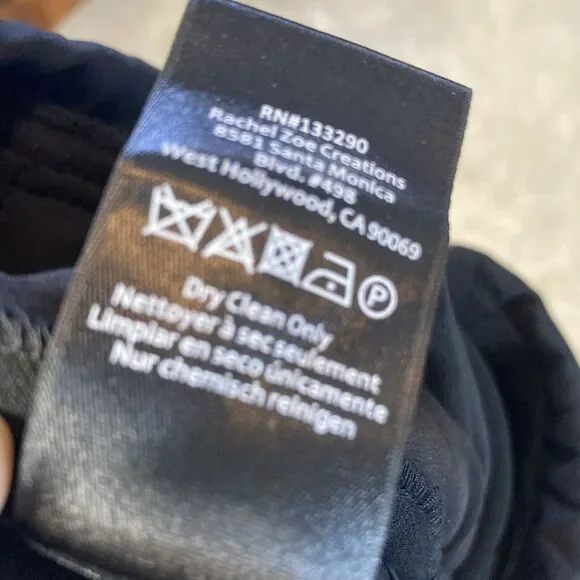 RN#133290
Rachel Zoe Creations
8581 Santa Monica
Blvd. #498
West Hollywood, CA 90069
P
Dry Clean Only
Nettoyer à sec seulement
Limpiar en seco únicamente
Nur chemisch reinigen